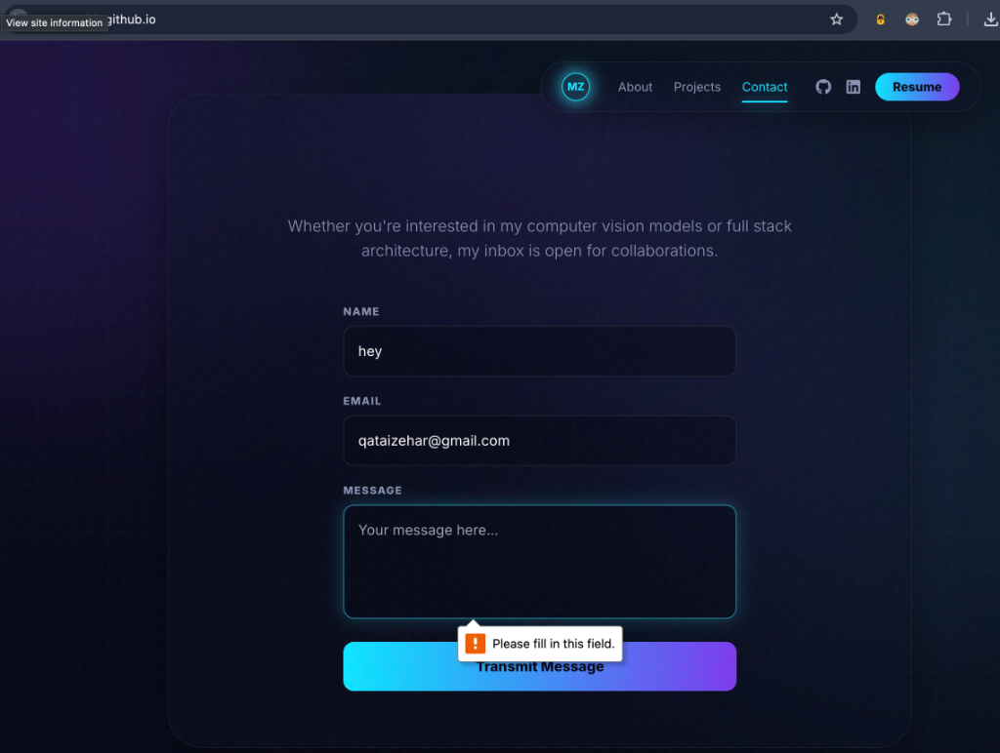 View site information
github.io
MZ
About
Projects
Contact
Resume
Whether you're interested in my computer vision models or full stack
architecture, my inbox is open for collaborations.
NAME
hey
EMAIL
qataizehar@gmail.com
MESSAGE
Your message here...
Please fill in this field.
Transmit Message